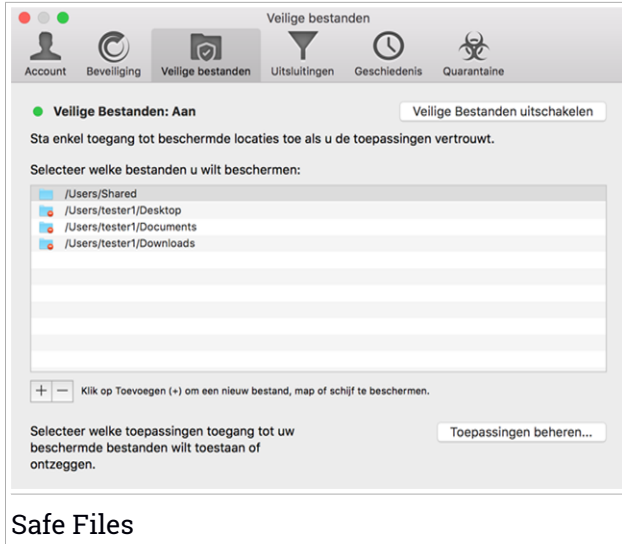 Veilige bestanden
Account Beveiliging Veilige bestanden Uitsluitingen Geschiedenis Quarantaine
Veilige Bestanden: Aan
Veilige Bestanden uitschakelen
Sta enkel toegang tot beschermde locaties toe als u de toepassingen vertrouwt.
Selecteer welke bestanden u wilt beschermen:
/Users/Shared
/Users/tester1/Desktop
/Users/tester1/Documents
/Users/tester1/Downloads
+ − Klik op Toevoegen (+) om een nieuw bestand, map of schijf te beschermen.
Selecteer welke toepassingen toegang tot uw
beschermde bestanden wilt toestaan of
ontzeggen.
Toepassingen beheren...
Safe Files